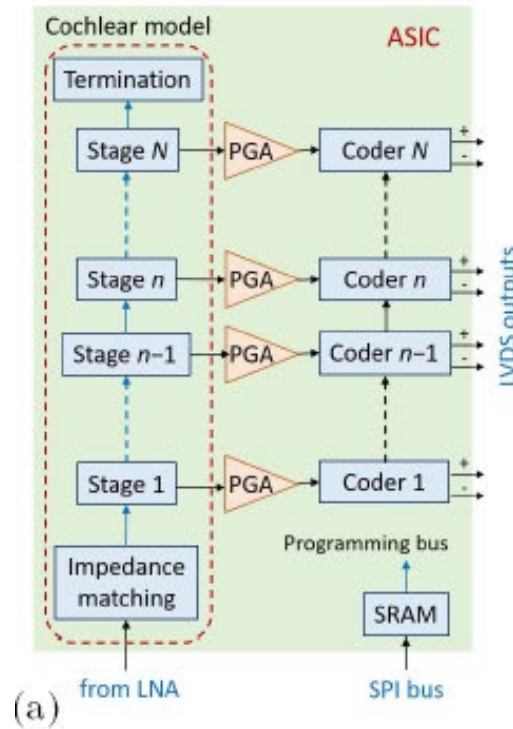 Cochlear model
ASIC
Termination
Stage N
PGA
Coder N
+
-
Stage n
PGA
Coder n
+
-
Stage n–1
PGA
Coder n–1
+
-
LVDS outputs
Stage 1
PGA
Coder 1
+
-
Programming bus
Impedance
matching
SRAM
from LNA
SPI bus
(a)